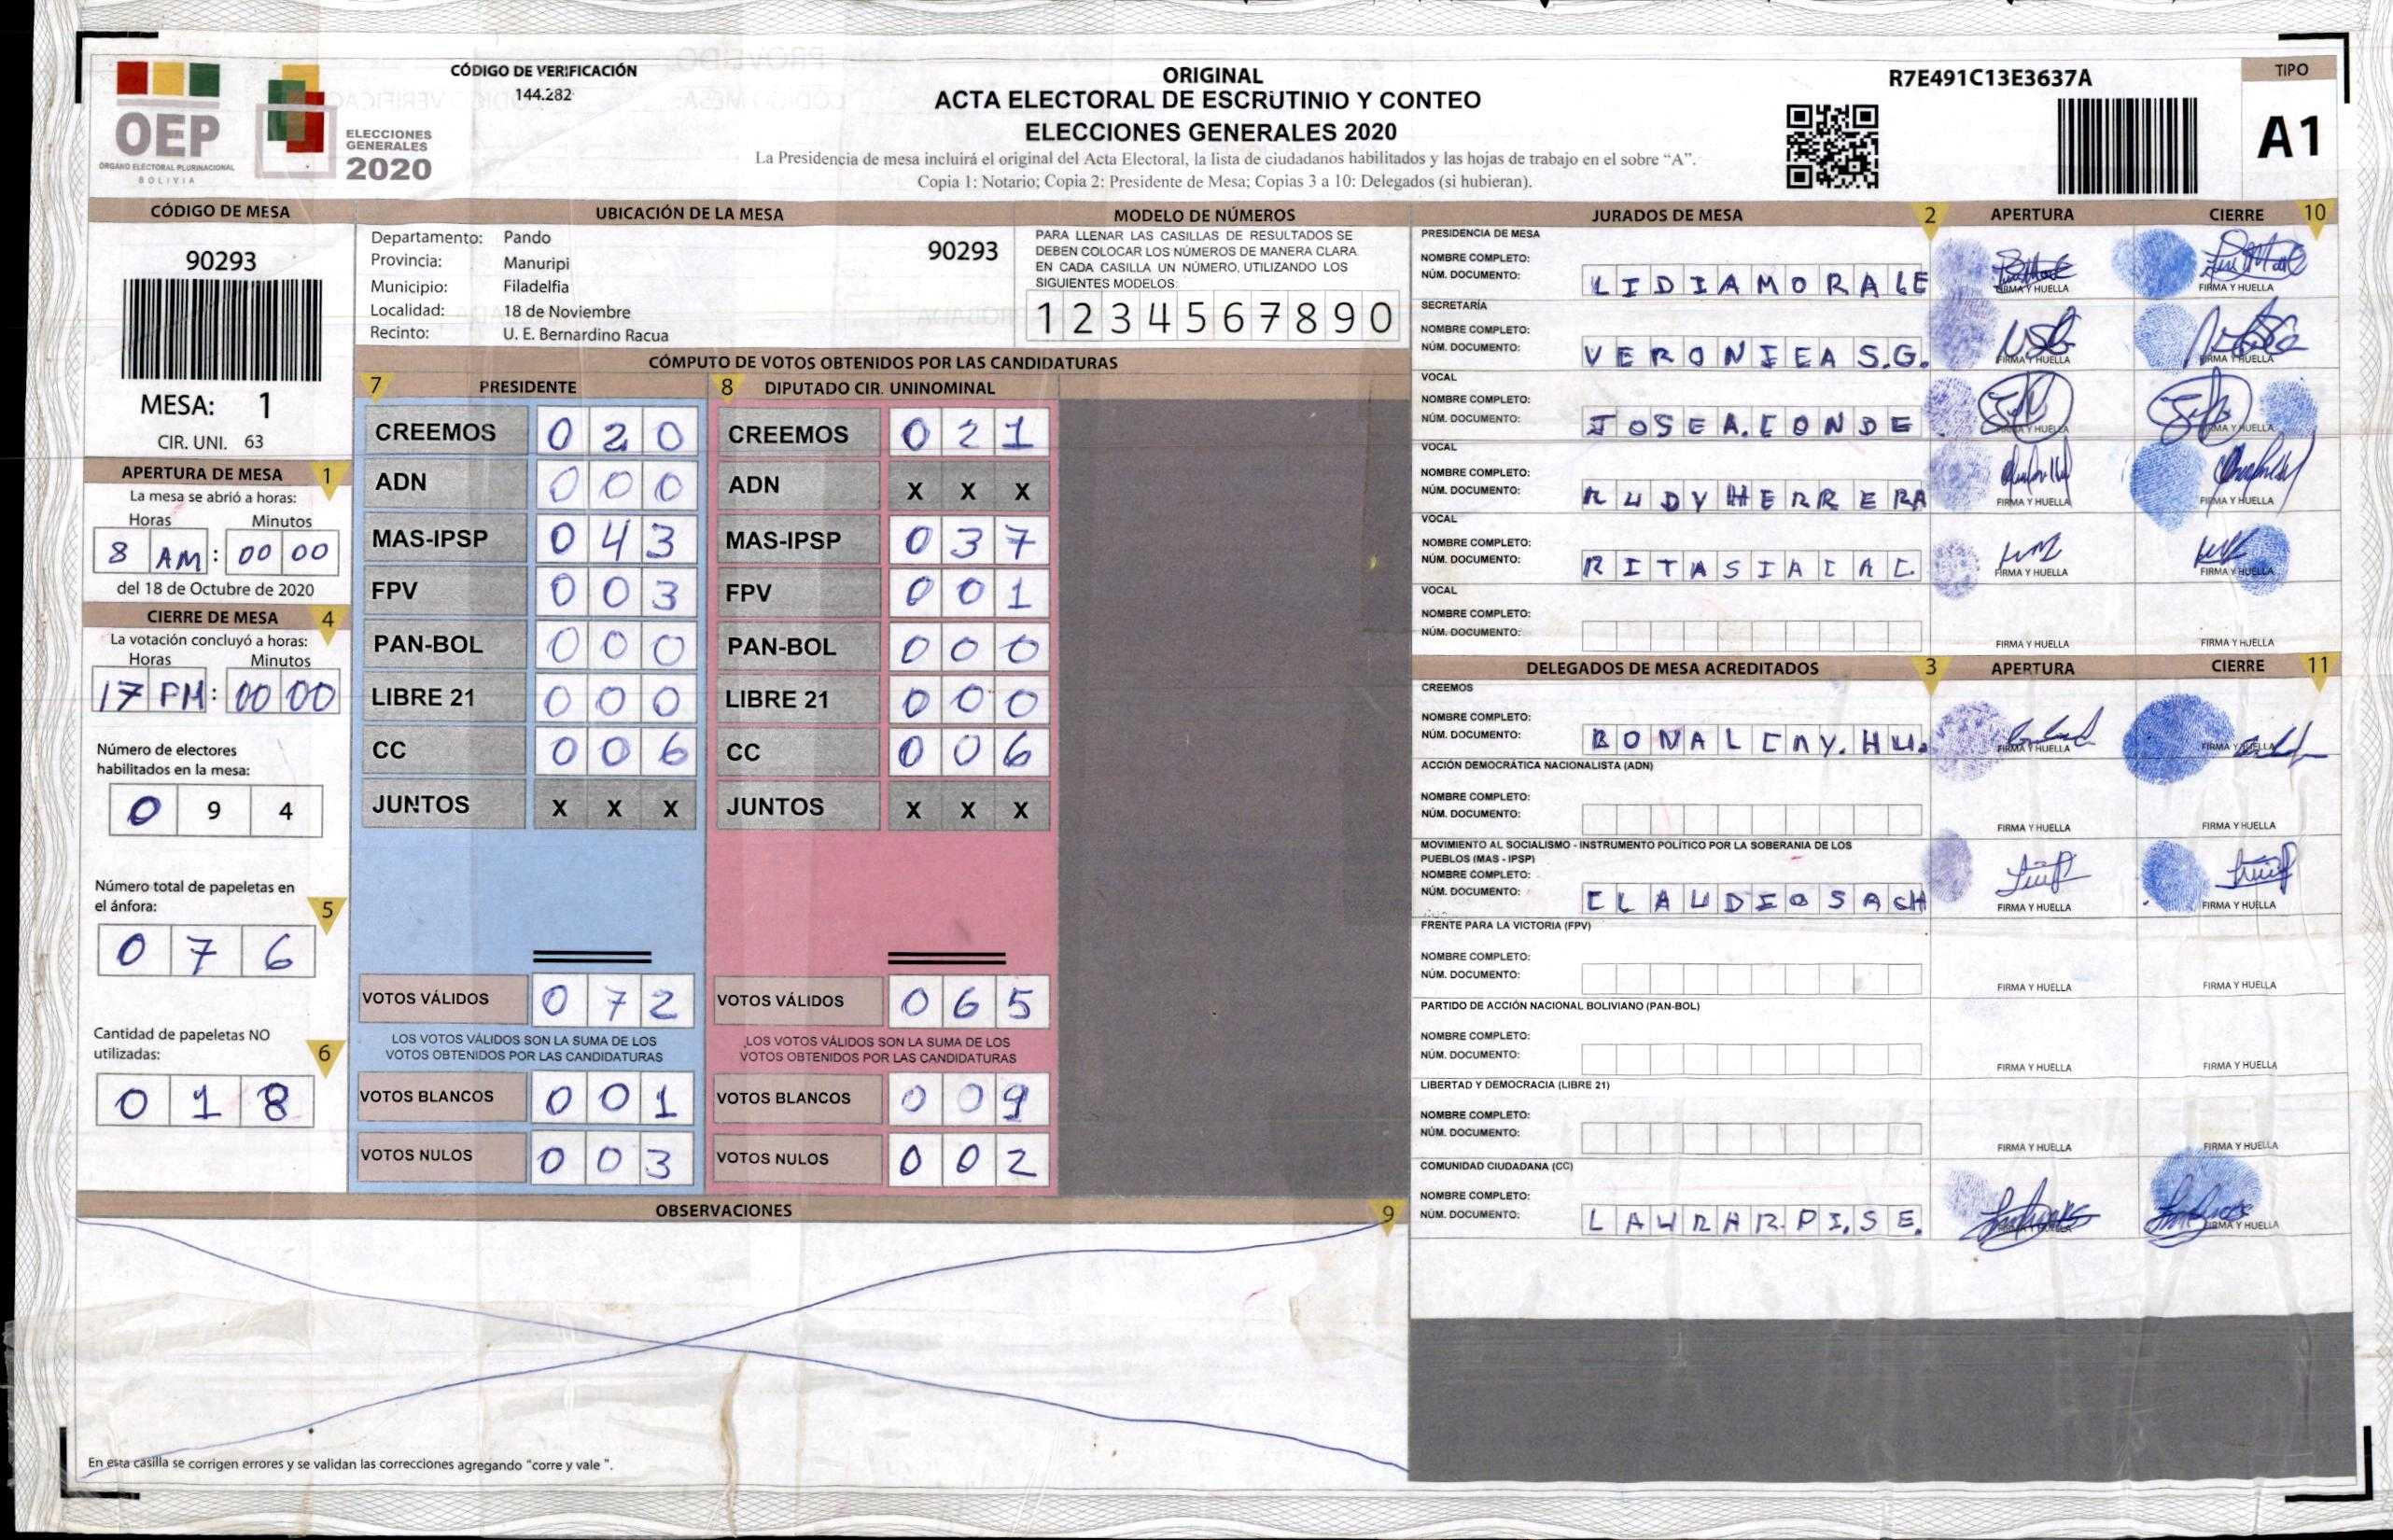 OEP
ÓRGANO ELECTORAL PLURINACIONAL
BOLIVIA
ELECCIONES
GENERALES
2020
CÓDIGO DE VERIFICACIÓN
144.282
ORIGINAL
ACTA ELECTORAL DE ESCRUTINIO Y CONTEO
ELECCIONES GENERALES 2020
La Presidencia de mesa incluirá el original del Acta Electoral, la lista de ciudadanos habilitados y las hojas de trabajo en el sobre “A”.
Copia 1: Notario; Copia 2: Presidente de Mesa; Copias 3 a 10: Delegados (si hubieran).
R7E491C13E3637A
TIPO
A1
CÓDIGO DE MESA
90293
MESA: 1
CIR. UNI. 63
APERTURA DE MESA 1
La mesa se abrió a horas:
Horas Minutos
8 AM : 00 00
del 18 de Octubre de 2020
CIERRE DE MESA 4
La votación concluyó a horas:
Horas Minutos
17 PM : 00 00
Número de electores
habilitados en la mesa:
0 9 4
Número total de papeletas en
el ánfora:
5
0 7 6
Cantidad de papeletas NO
utilizadas:
6
0 1 8
UBICACIÓN DE LA MESA
Departamento: Pando
90293
Provincia: Manuripi
Municipio: Filadelfia
Localidad: 18 de Noviembre
Recinto: U. E. Bernardino Racua
MODELO DE NÚMEROS
PARA LLENAR LAS CASILLAS DE RESULTADOS SE
DEBEN COLOCAR LOS NÚMEROS DE MANERA CLARA.
EN CADA CASILLA UN NÚMERO, UTILIZANDO LOS
SIGUIENTES MODELOS:
1 2 3 4 5 6 7 8 9 0
CÓMPUTO DE VOTOS OBTENIDOS POR LAS CANDIDATURAS
7 PRESIDENTE
CREEMOS 0 2 0
ADN 0 0 0
MAS-IPSP 0 4 3
FPV 0 0 3
PAN-BOL 0 0 0
LIBRE 21 0 0 0
CC 0 0 6
JUNTOS X X X
VOTOS VÁLIDOS 0 7 2
LOS VOTOS VÁLIDOS SON LA SUMA DE LOS
VOTOS OBTENIDOS POR LAS CANDIDATURAS
VOTOS BLANCOS 0 0 1
VOTOS NULOS 0 0 3
8 DIPUTADO CIR. UNINOMINAL
CREEMOS 0 2 1
ADN X X X
MAS-IPSP 0 3 7
FPV 0 0 1
PAN-BOL 0 0 0
LIBRE 21 0 0 0
CC 0 0 6
JUNTOS X X X
VOTOS VÁLIDOS 0 6 5
LOS VOTOS VÁLIDOS SON LA SUMA DE LOS
VOTOS OBTENIDOS POR LAS CANDIDATURAS
VOTOS BLANCOS 0 0 9
VOTOS NULOS 0 0 2
OBSERVACIONES 9
En esta casilla se corrigen errores y se validan las correcciones agregando “corre y vale ”.
JURADOS DE MESA 2 APERTURA CIERRE 10
PRESIDENCIA DE MESA
NOMBRE COMPLETO:
NÚM. DOCUMENTO: LIDIAMORALE
FIRMA Y HUELLA FIRMA Y HUELLA
SECRETARÍA
NOMBRE COMPLETO:
NÚM. DOCUMENTO: VERONIEA S.G.
FIRMA Y HUELLA FIRMA Y HUELLA
VOCAL
NOMBRE COMPLETO:
NÚM. DOCUMENTO: JOSEA.CONDE
FIRMA Y HUELLA FIRMA Y HUELLA
VOCAL
NOMBRE COMPLETO:
NÚM. DOCUMENTO: RUDYHERRERA
FIRMA Y HUELLA FIRMA Y HUELLA
VOCAL
NOMBRE COMPLETO:
NÚM. DOCUMENTO: RITASIACAC
FIRMA Y HUELLA FIRMA Y HUELLA
VOCAL
NOMBRE COMPLETO:
NÚM. DOCUMENTO:
FIRMA Y HUELLA FIRMA Y HUELLA
DELEGADOS DE MESA ACREDITADOS 3 APERTURA CIERRE 11
CREEMOS
NOMBRE COMPLETO:
NÚM. DOCUMENTO:
FIRMA Y HUELLA FIRMA Y HUELLA
ACCIÓN DEMOCRÁTICA NACIONALISTA (ADN)
NOMBRE COMPLETO:
NÚM. DOCUMENTO:
FIRMA Y HUELLA FIRMA Y HUELLA
MOVIMIENTO AL SOCIALISMO - INSTRUMENTO POLÍTICO POR LA SOBERANIA DE LOS
PUEBLOS (MAS - IPSP)
NOMBRE COMPLETO:
NÚM. DOCUMENTO: CLAUDIOSACH
FIRMA Y HUELLA FIRMA Y HUELLA
FRENTE PARA LA VICTORIA (FPV)
NOMBRE COMPLETO:
NÚM. DOCUMENTO:
FIRMA Y HUELLA FIRMA Y HUELLA
PARTIDO DE ACCIÓN NACIONAL BOLIVIANO (PAN-BOL)
NOMBRE COMPLETO:
NÚM. DOCUMENTO:
FIRMA Y HUELLA FIRMA Y HUELLA
LIBERTAD Y DEMOCRACIA (LIBRE 21)
NOMBRE COMPLETO:
NÚM. DOCUMENTO:
FIRMA Y HUELLA FIRMA Y HUELLA
COMUNIDAD CIUDADANA (CC)
NOMBRE COMPLETO:
NÚM. DOCUMENTO: LAURAR.PI.SE.
FIRMA Y HUELLA FIRMA Y HUELLA